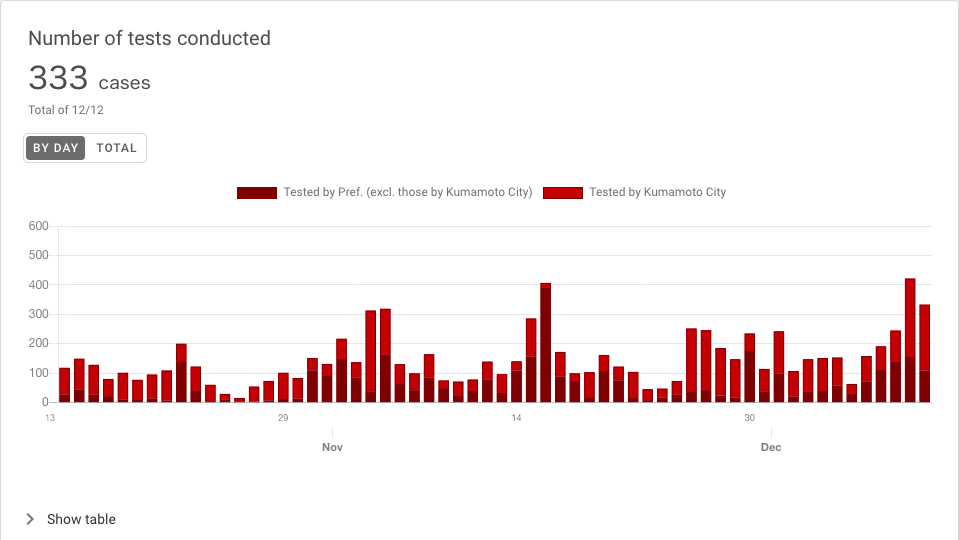 Number of tests conducted
333 cases
Total of 12/12
BY DAY TOTAL
Tested by Pref. (excl. those by Kumamoto City) Tested by Kumamoto City
600
500
400
300
200
100
0
13 29 14 30
Nov Dec
Show table